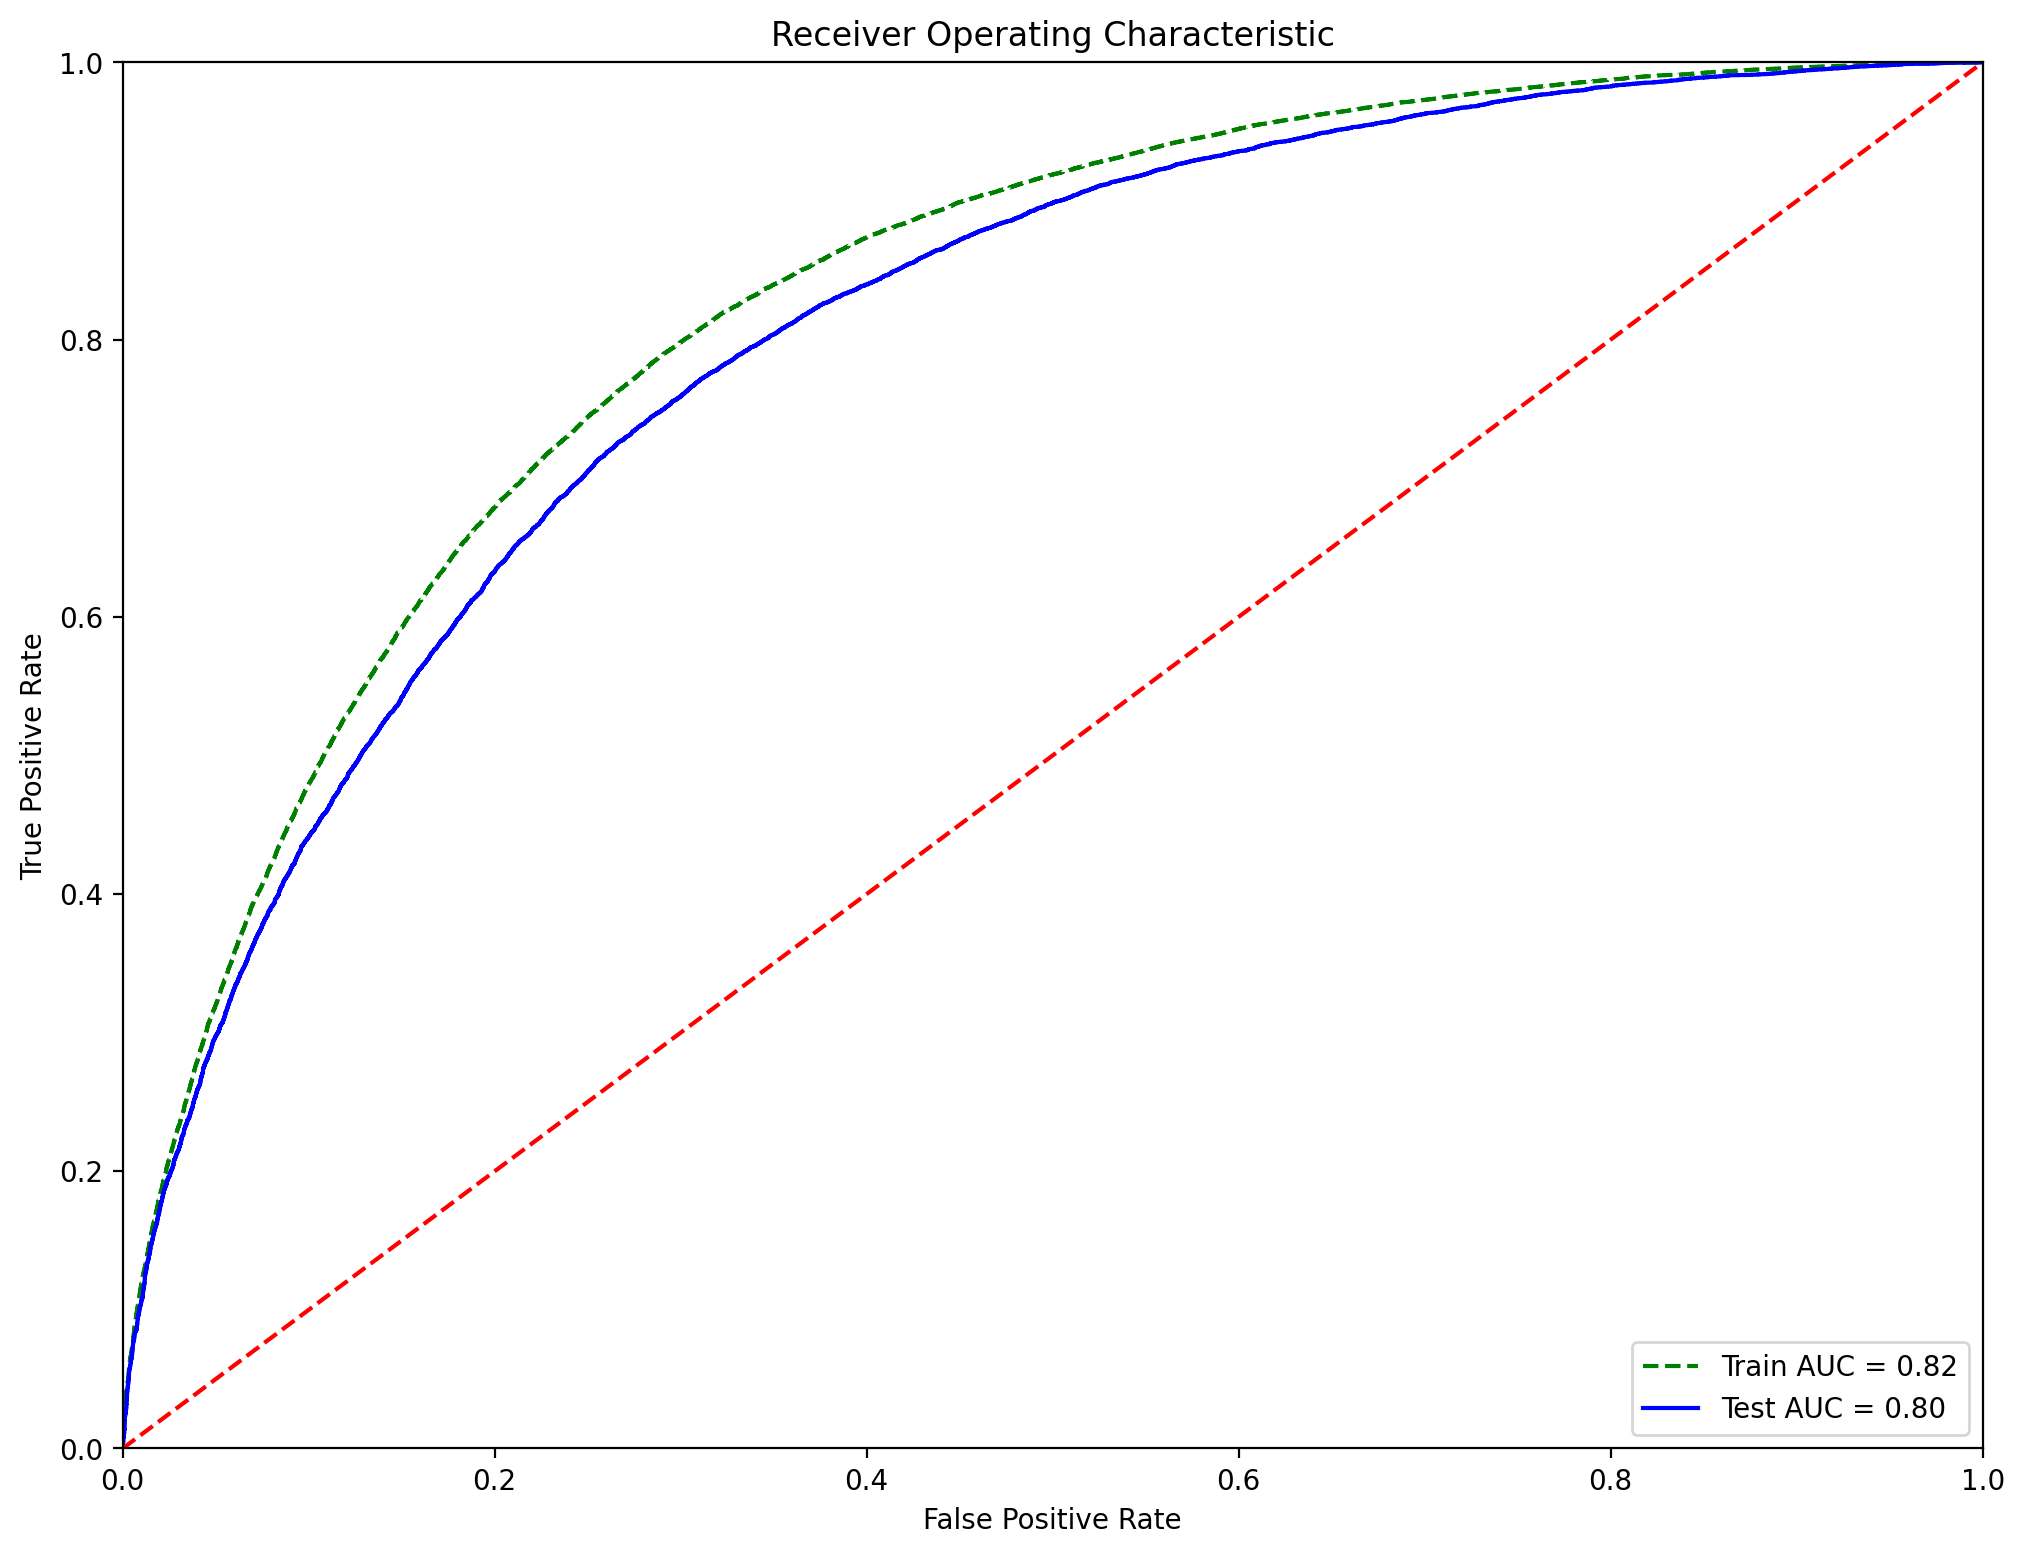 Receiver Operating Characteristic
1.0
0.8
0.6
0.4
0.2
0.0
True Positive Rate
Train AUC = 0.82
Test AUC = 0.80
0.0 0.2 0.4 0.6 0.8 1.0
False Positive Rate